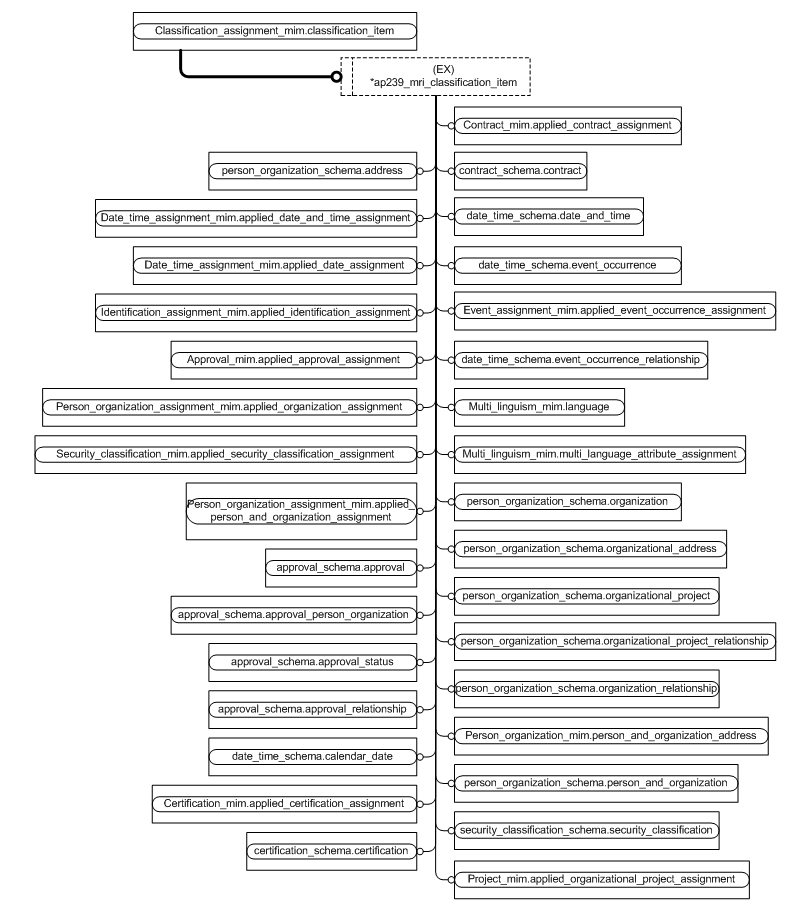 Classification_assignment_mim.classification_item
(EX)
*ap239_mri_classification_item
Contract_mim.applied_contract_assignment
person_organization_schema.address
contract_schema.contract
Date_time_assignment_mim.applied_date_and_time_assignment
date_time_schema.date_and_time
Date_time_assignment_mim.applied_date_assignment
date_time_schema.event_occurrence
Identification_assignment_mim.applied_identification_assignment
Event_assignment_mim.applied_event_occurrence_assignment
Approval_mim.applied_approval_assignment
date_time_schema.event_occurrence_relationship
Person_organization_assignment_mim.applied_organization_assignment
Multi_linguism_mim.language
Security_classification_mim.applied_security_classification_assignment
Multi_linguism_mim.multi_language_attribute_assignment
Person_organization_assignment_mim.applied_
person_and_organization_assignment
person_organization_schema.organization
person_organization_schema.organizational_address
approval_schema.approval
person_organization_schema.organizational_project
approval_schema.approval_person_organization
person_organization_schema.organizational_project_relationship
approval_schema.approval_status
person_organization_schema.organization_relationship
approval_schema.approval_relationship
Person_organization_mim.person_and_organization_address
date_time_schema.calendar_date
person_organization_schema.person_and_organization
Certification_mim.applied_certification_assignment
security_classification_schema.security_classification
certification_schema.certification
Project_mim.applied_organizational_project_assignment